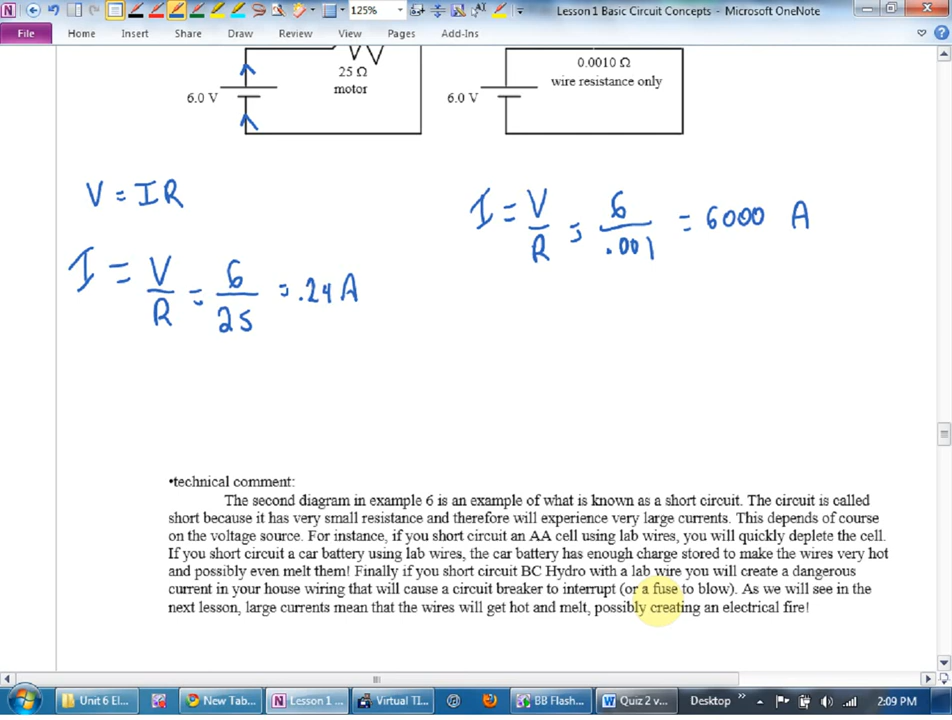 Lesson 1 Basic Circuit Concepts - Microsoft OneNote
125%
File Home Insert Share Draw Review View Pages Add-Ins
25 Ω
motor
6.0 V
0.0010 Ω
wire resistance only
6.0 V
V = IR
I = V/R = 6/25 = .24 A
I = V/R = 6/.001 = 6000 A
•technical comment:
The second diagram in example 6 is an example of what is known as a short circuit. The circuit is called
short because it has very small resistance and therefore will experience very large currents. This depends of course
on the voltage source. For instance, if you short circuit an AA cell using lab wires, you will quickly deplete the cell.
If you short circuit a car battery using lab wires, the car battery has enough charge stored to make the wires very hot
and possibly even melt them! Finally if you short circuit BC Hydro with a lab wire you will create a dangerous
current in your house wiring that will cause a circuit breaker to interrupt (or a fuse to blow). As we will see in the
next lesson, large currents mean that the wires will get hot and melt, possibly creating an electrical fire!
Unit 6 El... New Tab... Lesson 1 ... Virtual TI... BB Flash... Quiz 2 v... Desktop 2:09 PM